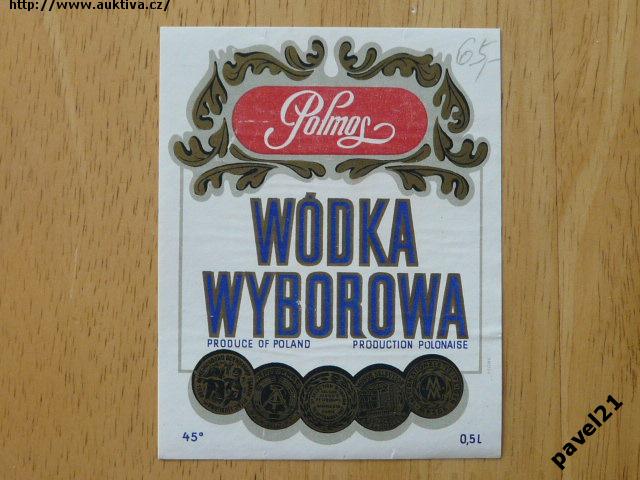 http://www.auktiva.cz/
65,-
Polmos
WÓDKA
WYBOROWA
PRODUCE OF POLAND PRODUCTION POLONAISE
45° 0,5 L
pavel21